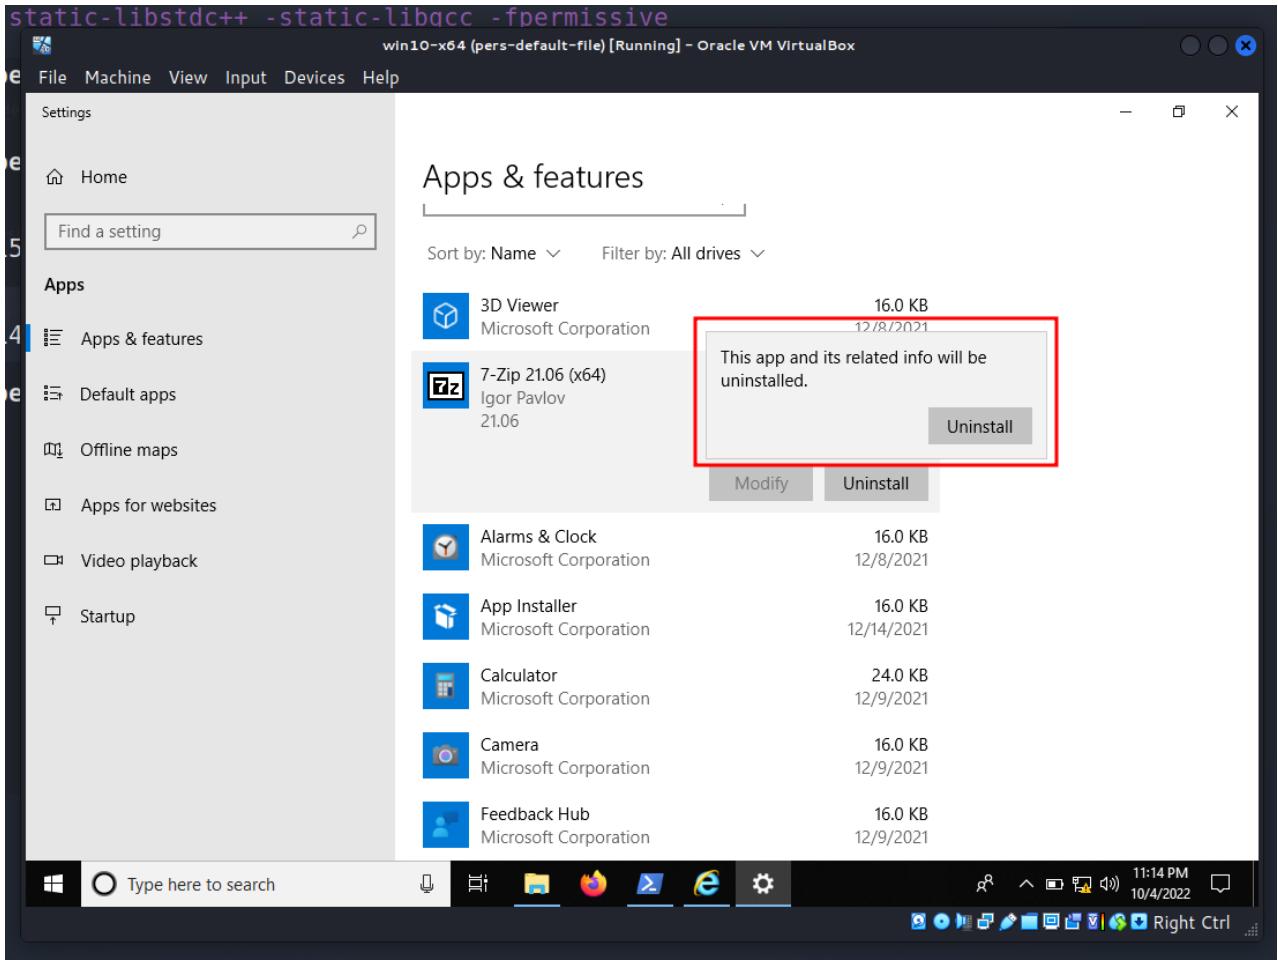 static-libstdc++ -static-libgcc -fpermissive
win10-x64 (pers-default-file) [Running] - Oracle VM VirtualBox
File Machine View Input Devices Help
Settings
Home
Find a setting
Apps
Apps & features
Default apps
Offline maps
Apps for websites
Video playback
Startup
Apps & features
Sort by: Name Filter by: All drives
3D Viewer 16.0 KB
Microsoft Corporation 12/8/2021
7-Zip 21.06 (x64)
Igor Pavlov
21.06
This app and its related info will be
uninstalled.
Uninstall
Modify Uninstall
Alarms & Clock 16.0 KB
Microsoft Corporation 12/8/2021
App Installer 16.0 KB
Microsoft Corporation 12/14/2021
Calculator 24.0 KB
Microsoft Corporation 12/9/2021
Camera 16.0 KB
Microsoft Corporation 12/9/2021
Feedback Hub 16.0 KB
Microsoft Corporation 12/9/2021
Type here to search
11:14 PM
10/4/2022
Right Ctrl